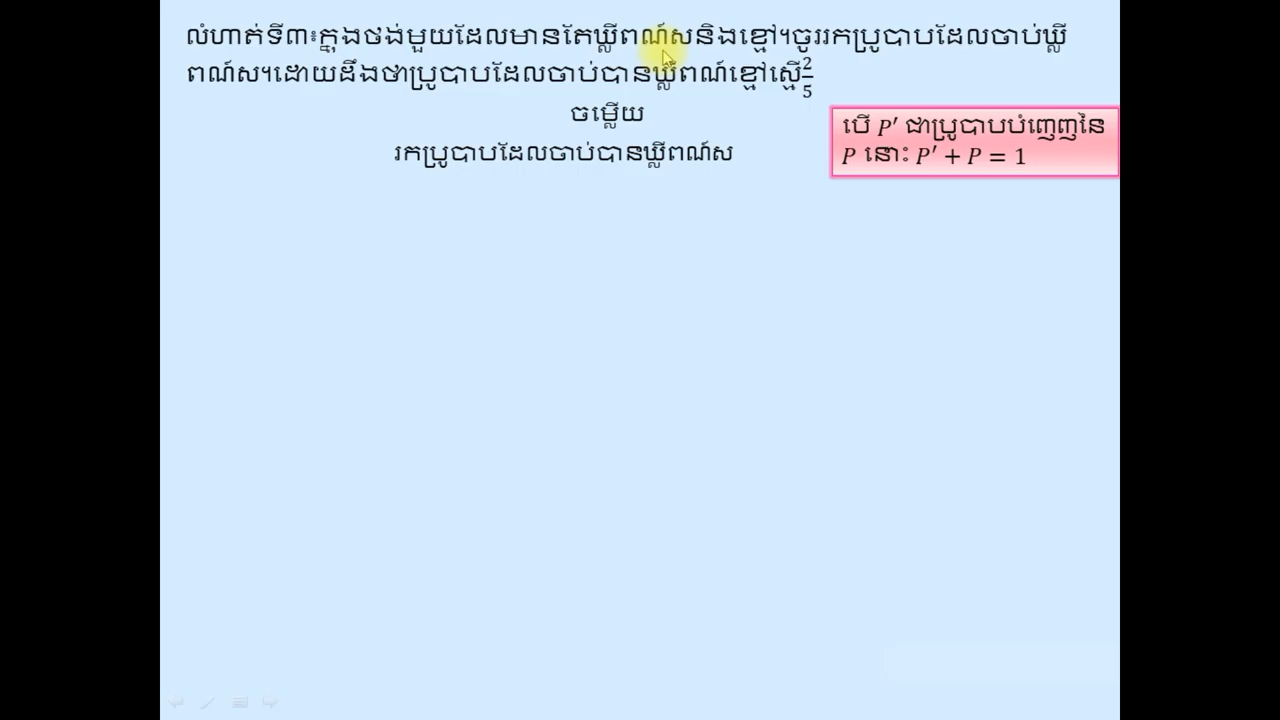 លំហាត់ទី៣៖ក្នុងថង់មួយដែលមានតែឃ្លីពណ៍សនិងខ្មៅ។ចូររកប្រូបាបដែលចាប់ឃ្លី
ពណ៍ស។ដោយដឹងថាប្រូបាបដែលចាប់បានឃ្លីពណ៍ខ្មៅស្មើ2/5
ចម្លើយ
រកប្រូបាបដែលចាប់បានឃ្លីពណ៍ស
បើ P′ ជាប្រូបាបបំញេញនៃ
P នោះ P′ + P = 1